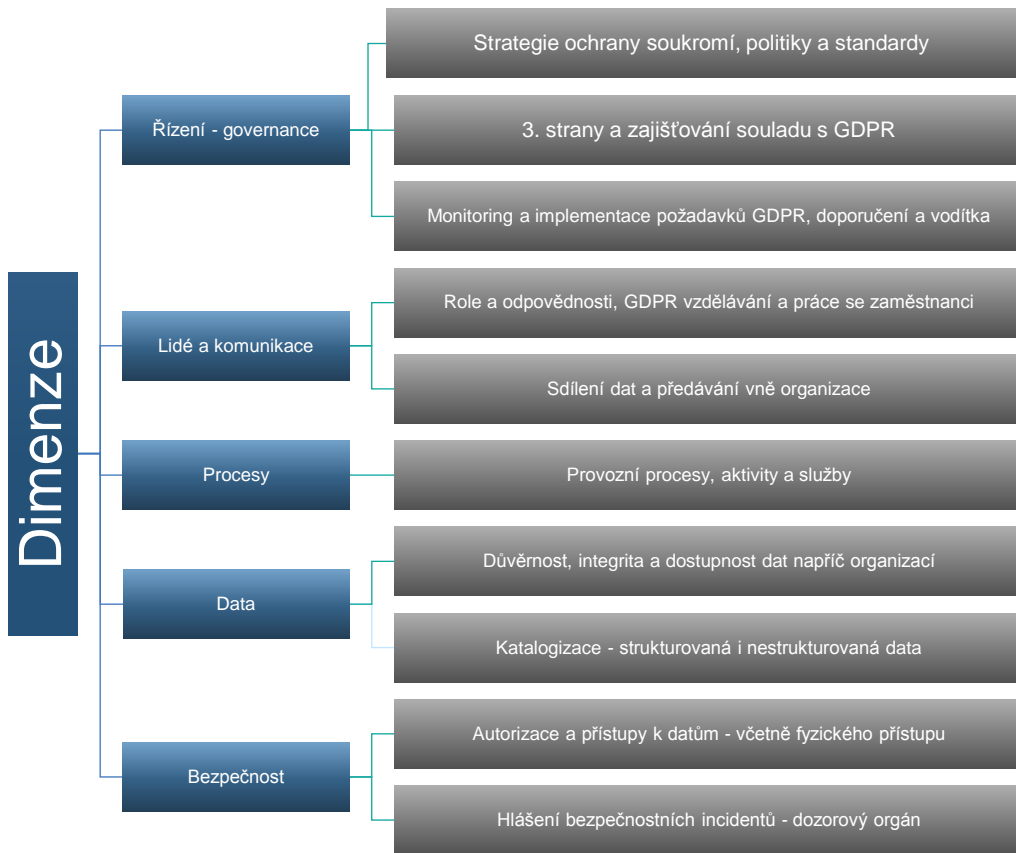 Dimenze
Řízení - governance
Strategie ochrany soukromí, politiky a standardy
3. strany a zajišťování souladu s GDPR
Monitoring a implementace požadavků GDPR, doporučení a vodítka
Lidé a komunikace
Role a odpovědnosti, GDPR vzdělávání a práce se zaměstnanci
Sdílení dat a předávání vně organizace
Procesy
Provozní procesy, aktivity a služby
Data
Důvěrnost, integrita a dostupnost dat napříč organizací
Katalogizace - strukturovaná i nestrukturovaná data
Bezpečnost
Autorizace a přístupy k datům - včetně fyzického přístupu
Hlášení bezpečnostních incidentů - dozorový orgán